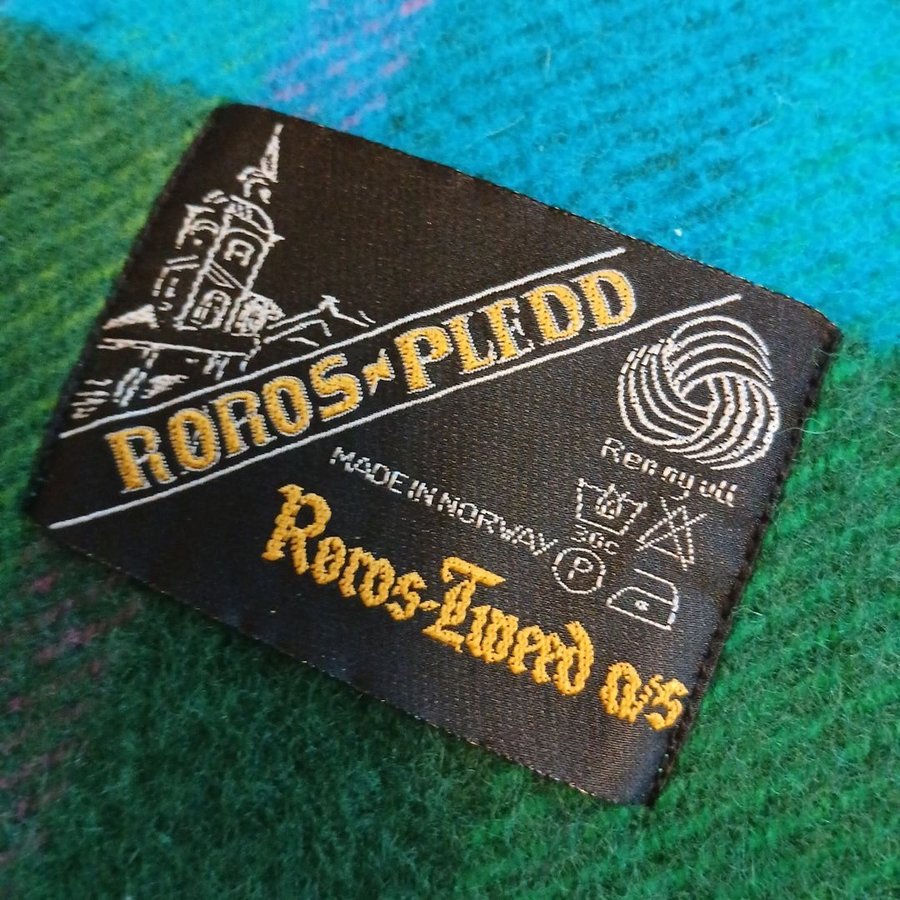 RØROS★PLEDD
Ren ny ull
MADE IN NORWAY
30C
P
Røros-Tweed a/s